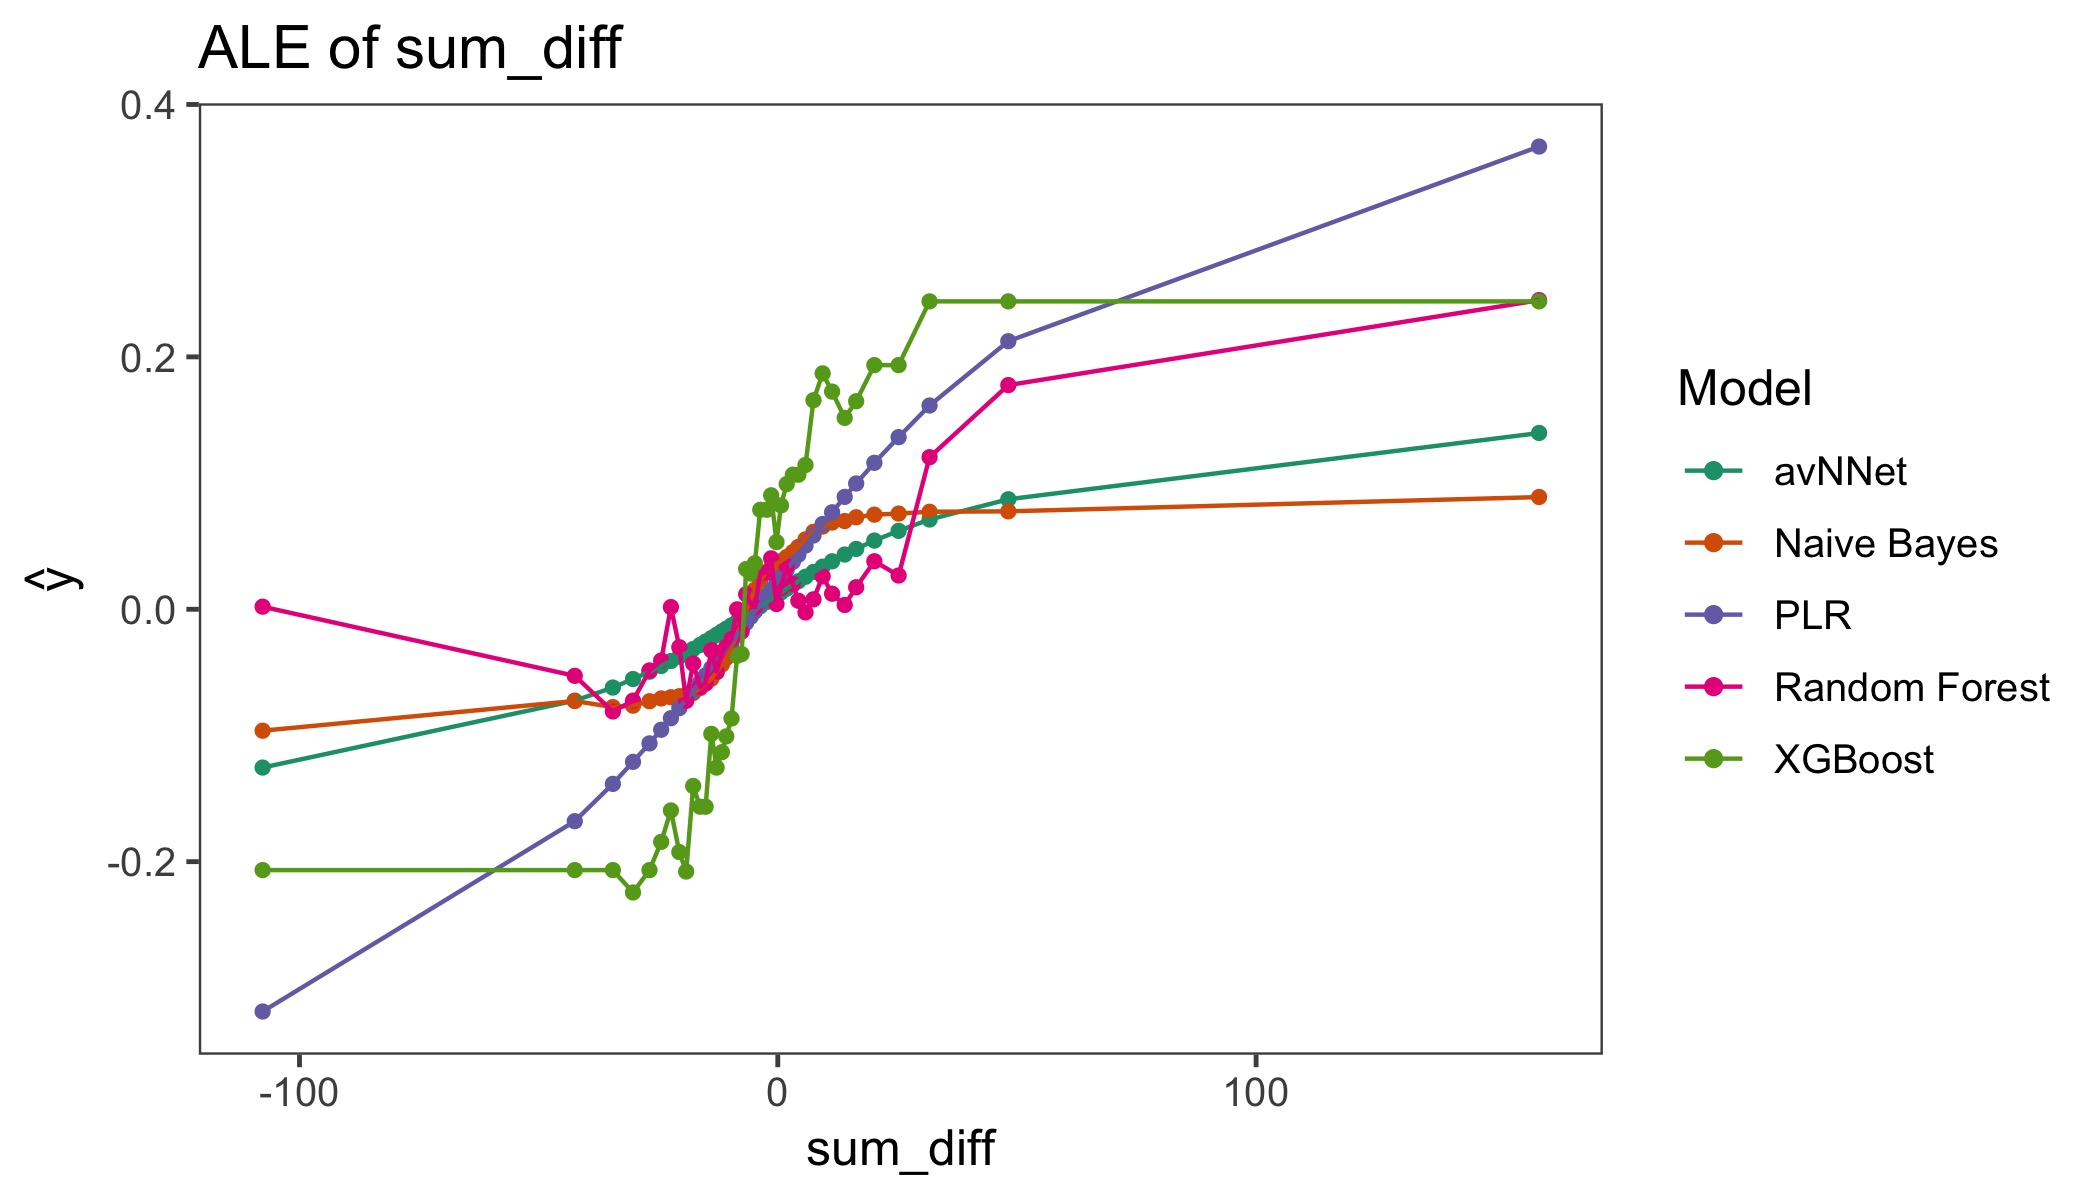 ALE of sum_diff
0.4
0.2
0.0
-0.2
ŷ
-100
0
100
sum_diff
Model
avNNet
Naive Bayes
PLR
Random Forest
XGBoost